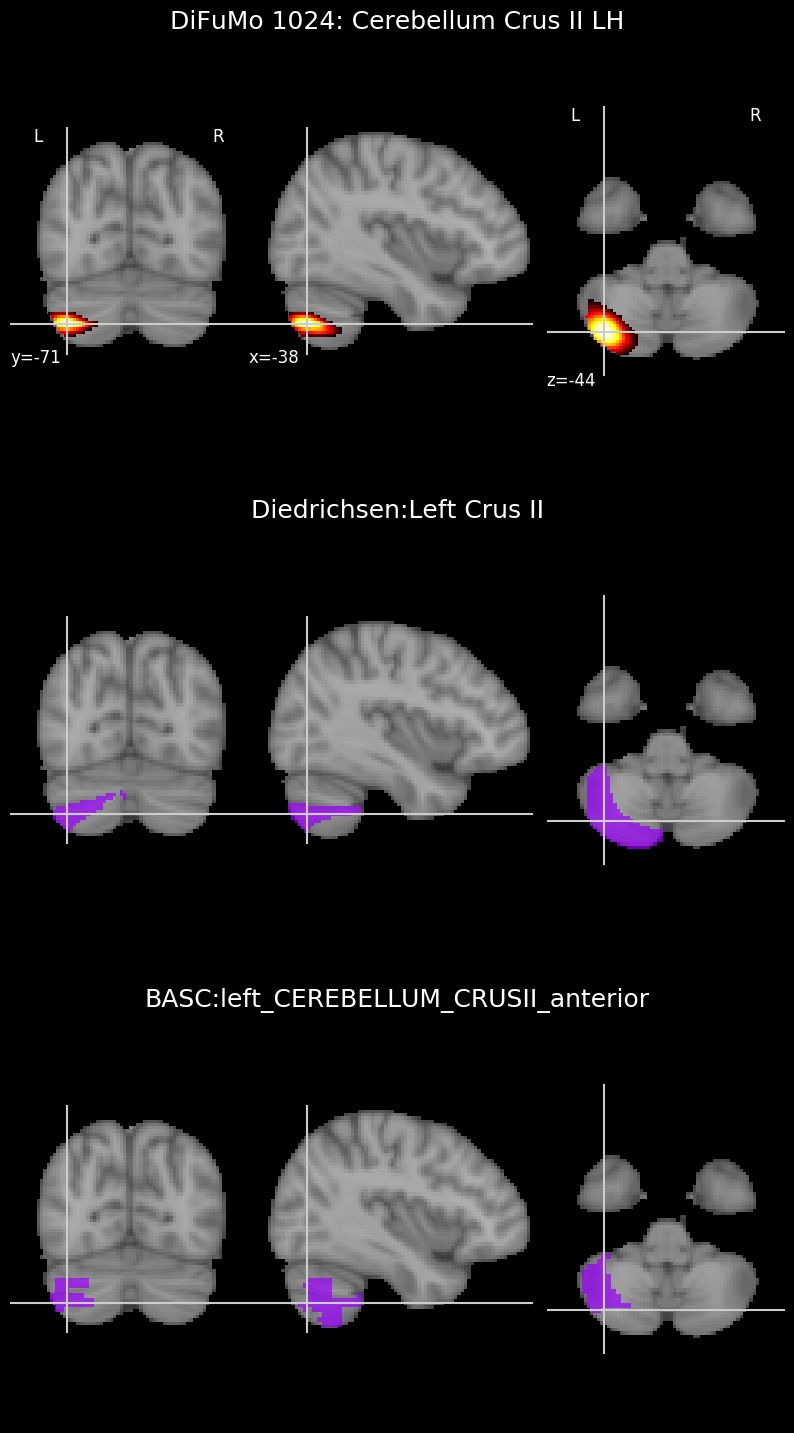 DiFuMo 1024: Cerebellum Crus II LH
L R
L R
y=-71 x=-38
z=-44
Diedrichsen:Left Crus II
BASC:left_CEREBELLUM_CRUSII_anterior